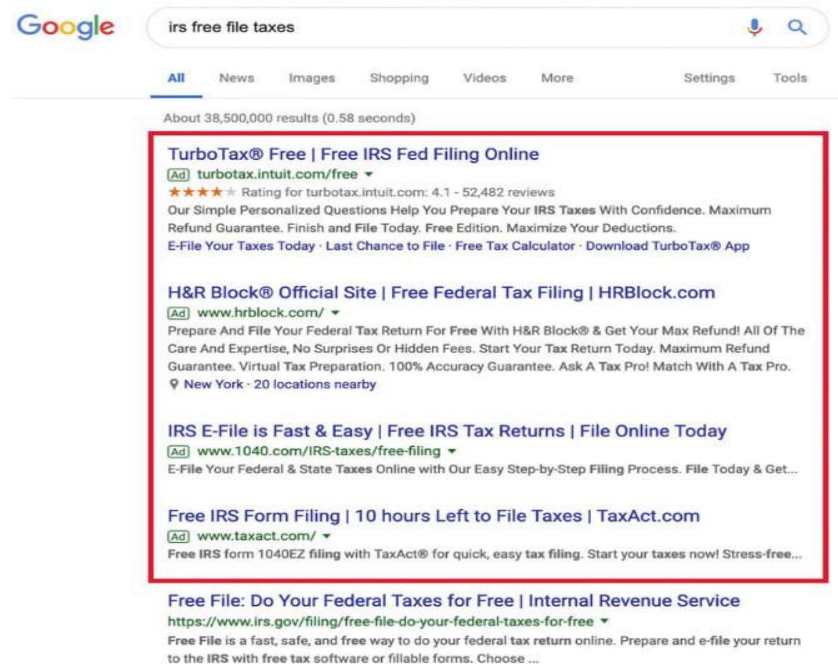 Google
irs free file taxes
All News Images Shopping Videos More Settings Tools
About 38,500,000 results (0.58 seconds)
TurboTax® Free | Free IRS Fed Filing Online
Ad turbotax.intuit.com/free
Rating for turbotax.intuit.com: 4.1 - 52,482 reviews
Our Simple Personalized Questions Help You Prepare Your IRS Taxes With Confidence. Maximum
Refund Guarantee. Finish and File Today. Free Edition. Maximize Your Deductions.
E-File Your Taxes Today · Last Chance to File · Free Tax Calculator · Download TurboTax® App
H&R Block® Official Site | Free Federal Tax Filing | HRBlock.com
Ad www.hrblock.com/
Prepare And File Your Federal Tax Return For Free With H&R Block® & Get Your Max Refund! All Of The
Care And Expertise, No Surprises Or Hidden Fees. Start Your Tax Return Today. Maximum Refund
Guarantee. Virtual Tax Preparation. 100% Accuracy Guarantee. Ask A Tax Pro! Match With A Tax Pro.
New York · 20 locations nearby
IRS E-File is Fast & Easy | Free IRS Tax Returns | File Online Today
Ad www.1040.com/IRS-taxes/free-filing
E-File Your Federal & State Taxes Online with Our Easy Step-by-Step Filing Process. File Today & Get...
Free IRS Form Filing | 10 hours Left to File Taxes | TaxAct.com
Ad www.taxact.com/
Free IRS form 1040EZ filing with TaxAct® for quick, easy tax filing. Start your taxes now! Stress-free...
Free File: Do Your Federal Taxes for Free | Internal Revenue Service
https://www.irs.gov/filing/free-file-do-your-federal-taxes-for-free
Free File is a fast, safe, and free way to do your federal tax return online. Prepare and e-file your return
to the IRS with free tax software or fillable forms. Choose ...